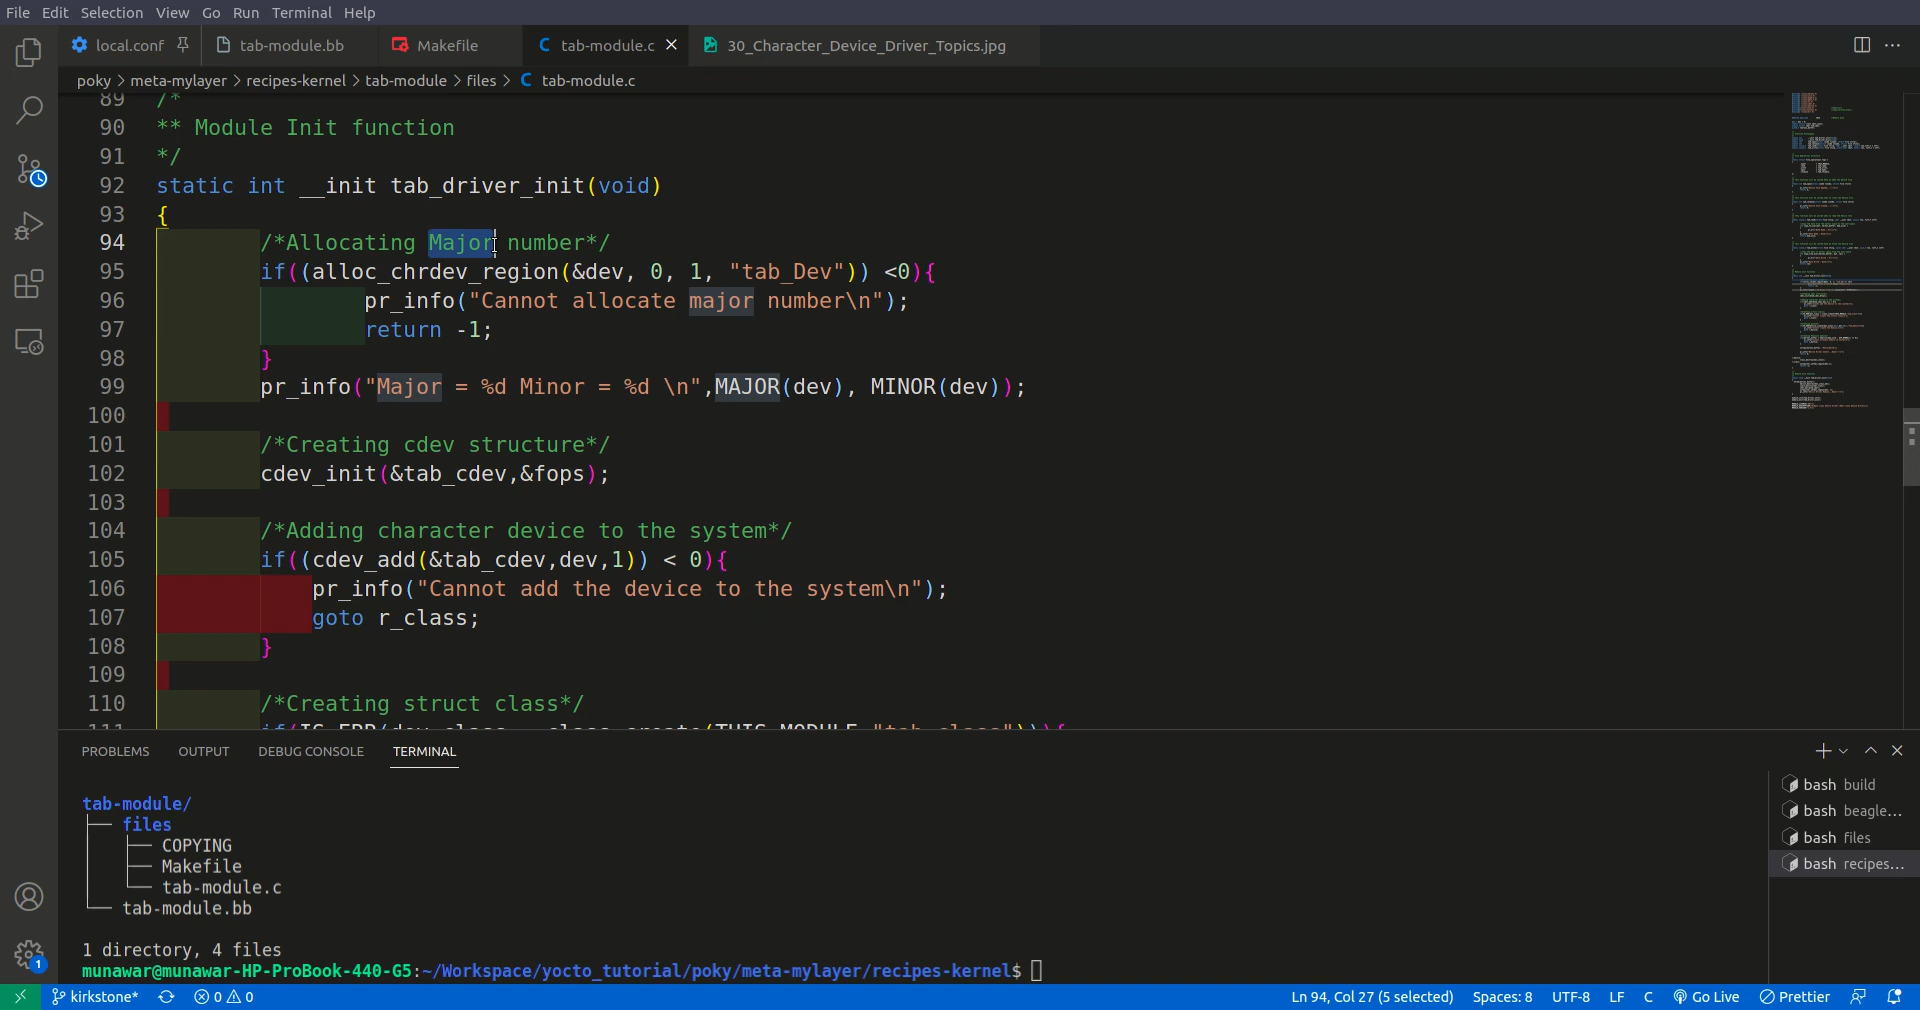 File Edit Selection View Go Run Terminal Help
local.conf tab-module.bb Makefile C tab-module.c 30_Character_Device_Driver_Topics.jpg
poky > meta-mylayer > recipes-kernel > tab-module > files > C tab-module.c
89 /*
90 ** Module Init function
91 */
92 static int __init tab_driver_init(void)
93 {
94 /*Allocating Major number*/
95 if((alloc_chrdev_region(&dev, 0, 1, "tab_Dev")) <0){
96 pr_info("Cannot allocate major number\n");
97 return -1;
98 }
99 pr_info("Major = %d Minor = %d \n",MAJOR(dev), MINOR(dev));
100
101 /*Creating cdev structure*/
102 cdev_init(&tab_cdev,&fops);
103
104 /*Adding character device to the system*/
105 if((cdev_add(&tab_cdev,dev,1)) < 0){
106 pr_info("Cannot add the device to the system\n");
107 goto r_class;
108 }
109
110 /*Creating struct class*/
PROBLEMS OUTPUT DEBUG CONSOLE TERMINAL
tab-module/
├── files
│   ├── COPYING
│   ├── Makefile
│   └── tab-module.c
└── tab-module.bb
1 directory, 4 files
munawar@munawar-HP-ProBook-440-G5:~/Workspace/yocto_tutorial/poky/meta-mylayer/recipes-kernel$
bash build
bash beagle...
bash files
bash recipes...
1
kirkstone* 0 0 Ln 94, Col 27 (5 selected) Spaces: 8 UTF-8 LF C Go Live Prettier